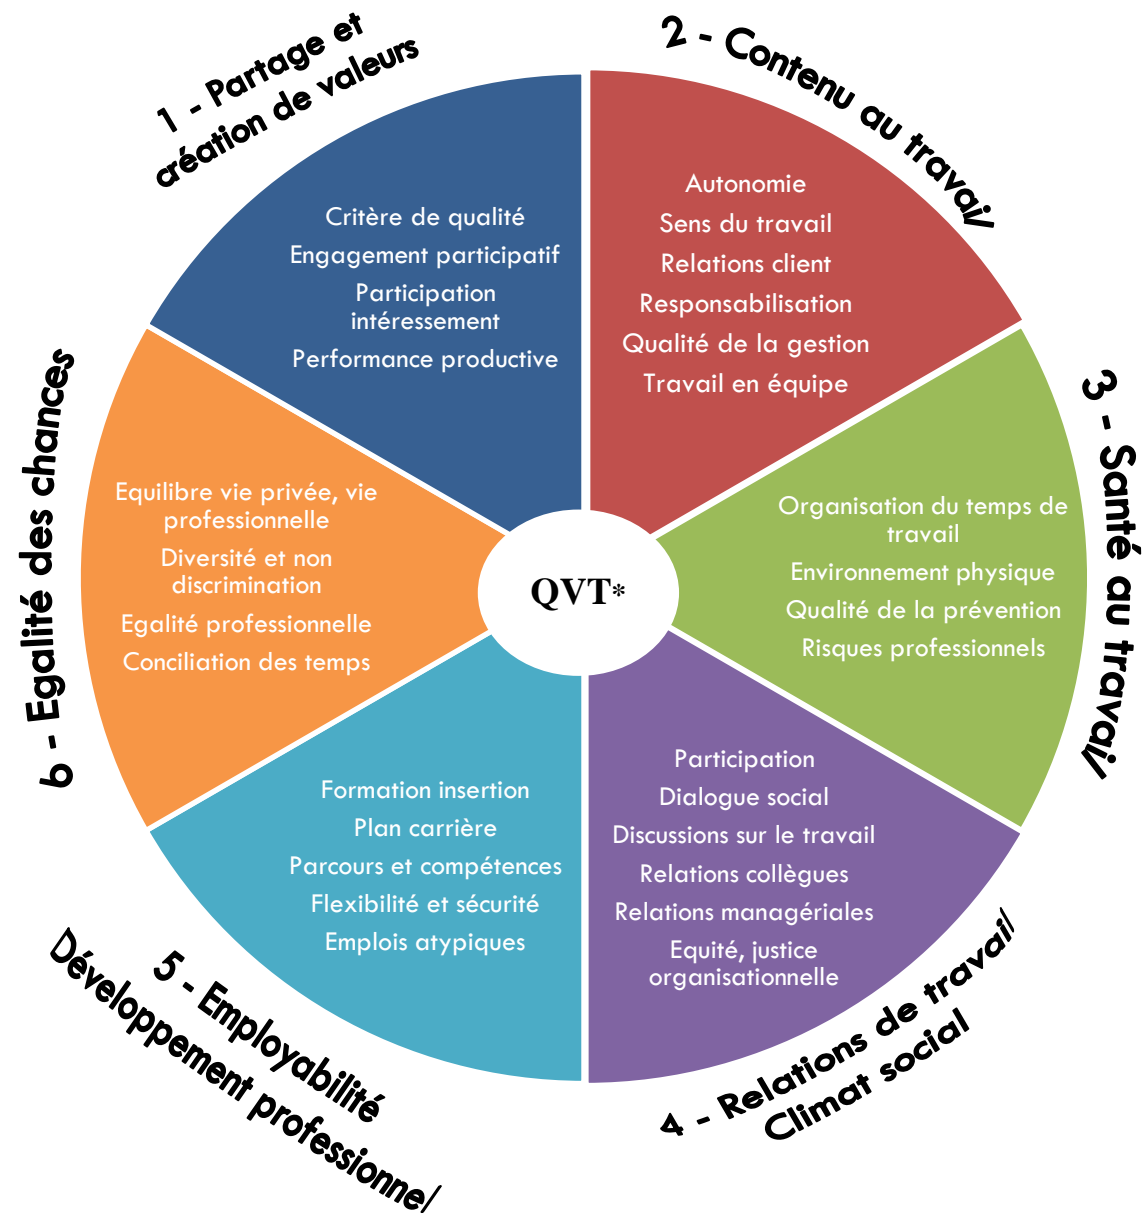 1 - Partage et
création de valeurs
Critère de qualité
Engagement participatif
Participation
intéressement
Performance productive
2 - Contenu au travail
Autonomie
Sens du travail
Relations client
Responsabilisation
Qualité de la gestion
Travail en équipe
3 - Santé au travail
Organisation du temps de
travail
Environnement physique
Qualité de la prévention
Risques professionnels
4 - Relations de travail
Climat social
Participation
Dialogue social
Discussions sur le travail
Relations collègues
Relations managériales
Equité, justice
organisationnelle
5 - Employabilité
Développement professionnel
Formation insertion
Plan carrière
Parcours et compétences
Flexibilité et sécurité
Emplois atypiques
6 - Egalité des chances
Equilibre vie privée, vie
professionnelle
Diversité et non
discrimination
Egalité professionnelle
Conciliation des temps
QVT*